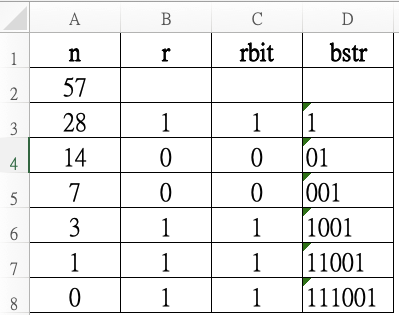 A B C D
1 n r rbit bstr
2 57
3 28 1 1 1
4 14 0 0 01
5 7 0 0 001
6 3 1 1 1001
7 1 1 1 11001
8 0 1 1 111001